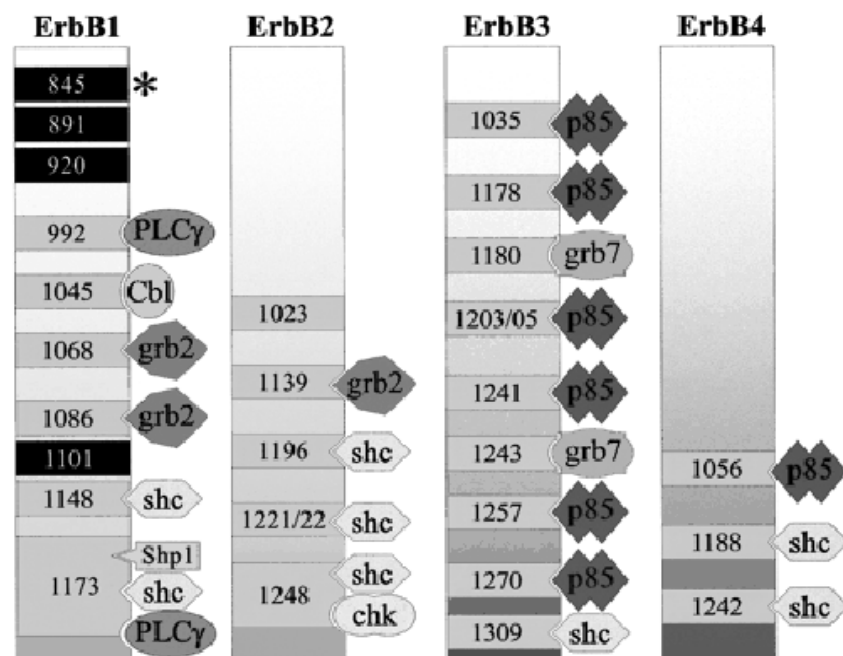 ErbB1 ErbB2 ErbB3 ErbB4
845 *
891
920
992 PLCγ
1045 Cbl
1068 grb2
1086 grb2
1101
1148 shc
1173 Shp1
shc
PLCγ
1023
1139 grb2
1196 shc
1221/22 shc
1248 shc
chk
1035 p85
1178 p85
1180 grb7
1203/05 p85
1241 p85
1243 grb7
1257 p85
1270 p85
1309 shc
1056 p85
1188 shc
1242 shc